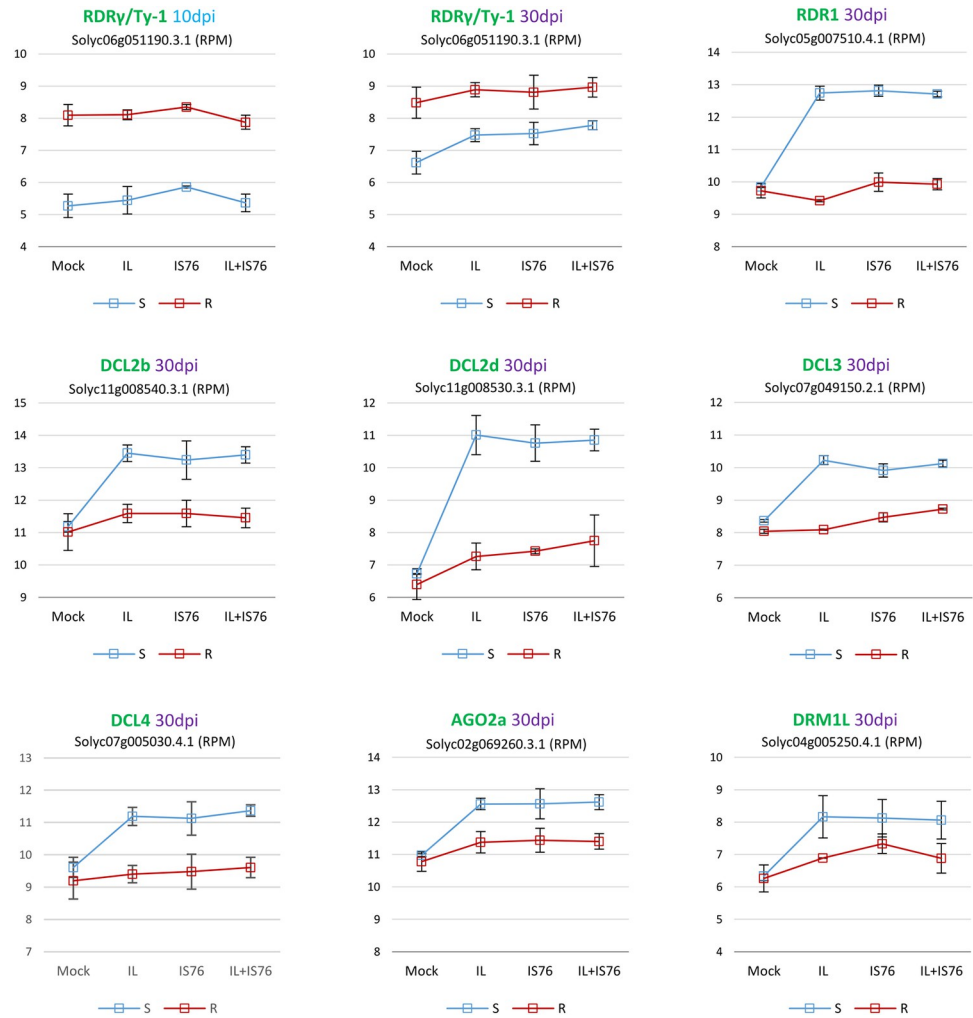 RDRγ/Ty-1 10dpi
Solyc06g051190.3.1 (RPM)
10
9
8
7
6
5
4
Mock IL IS76 IL+IS76
S R
RDRγ/Ty-1 30dpi
Solyc06g051190.3.1 (RPM)
10
9
8
7
6
5
4
Mock IL IS76 IL+IS76
S R
RDR1 30dpi
Solyc05g007510.4.1 (RPM)
14
13
12
11
10
9
8
Mock IL IS76 IL+IS76
S R
DCL2b 30dpi
Solyc11g008540.3.1 (RPM)
15
14
13
12
11
10
9
Mock IL IS76 IL+IS76
S R
DCL2d 30dpi
Solyc11g008530.3.1 (RPM)
12
11
10
9
8
7
6
Mock IL IS76 IL+IS76
S R
DCL3 30dpi
Solyc07g049150.2.1 (RPM)
12
11
10
9
8
7
6
Mock IL IS76 IL+IS76
S R
DCL4 30dpi
Solyc07g005030.4.1 (RPM)
13
12
11
10
9
8
7
Mock IL IS76 IL+IS76
S R
AGO2a 30dpi
Solyc02g069260.3.1 (RPM)
14
13
12
11
10
9
8
Mock IL IS76 IL+IS76
S R
DRM1L 30dpi
Solyc04g005250.4.1 (RPM)
10
9
8
7
6
5
4
Mock IL IS76 IL+IS76
S R